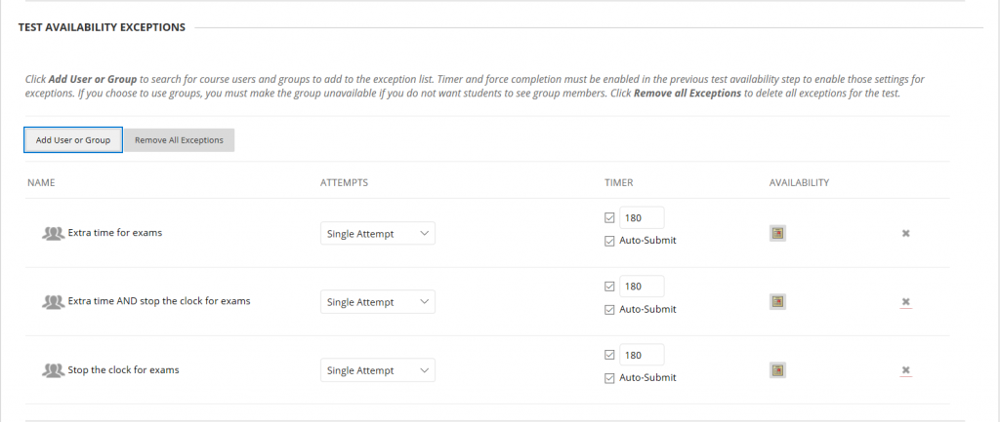 TEST AVAILABILITY EXCEPTIONS
Click Add User or Group to search for course users and groups to add to the exception list. Timer and force completion must be enabled in the previous test availability step to enable those settings for
exceptions. If you choose to use groups, you must make the group unavailable if you do not want students to see group members. Click Remove all Exceptions to delete all exceptions for the test.
Add User or Group Remove All Exceptions
NAME ATTEMPTS TIMER AVAILABILITY
180
Extra time for exams Single Attempt
Auto-Submit
180
Extra time AND stop the clock for exams Single Attempt
Auto-Submit
180
Stop the clock for exams Single Attempt
Auto-Submit